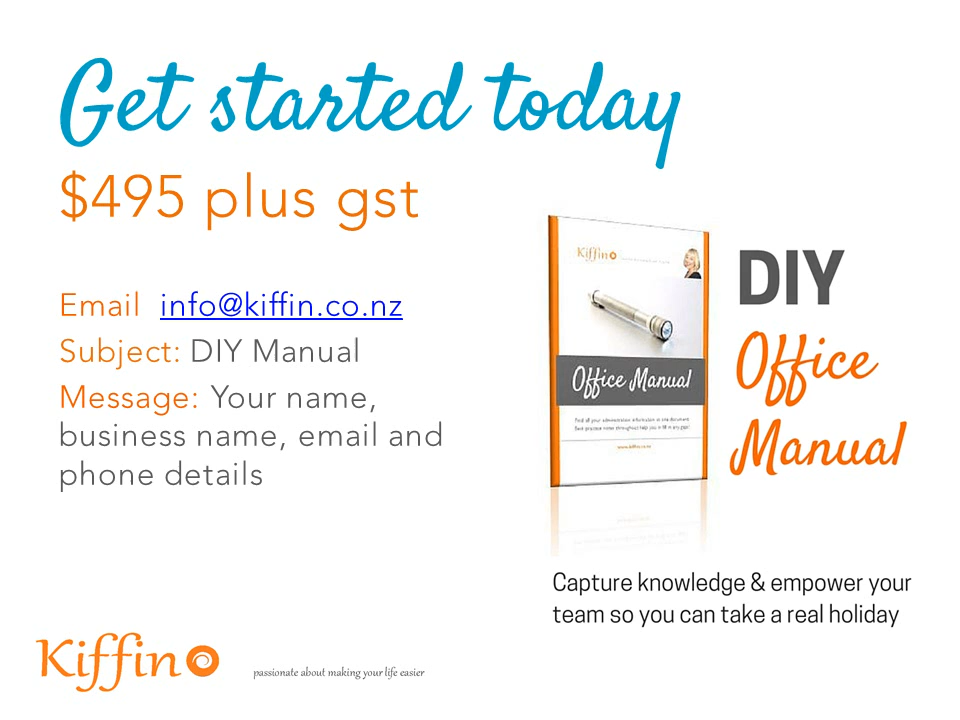 Get started today
$495 plus gst
Email info@kiffin.co.nz
Subject: DIY Manual
Message: Your name,
business name, email and
phone details
Kiffin
Office Manual
www.kiffin.co.nz
DIY
Office
Manual
Capture knowledge & empower your
team so you can take a real holiday
Kiffin
passionate about making your life easier